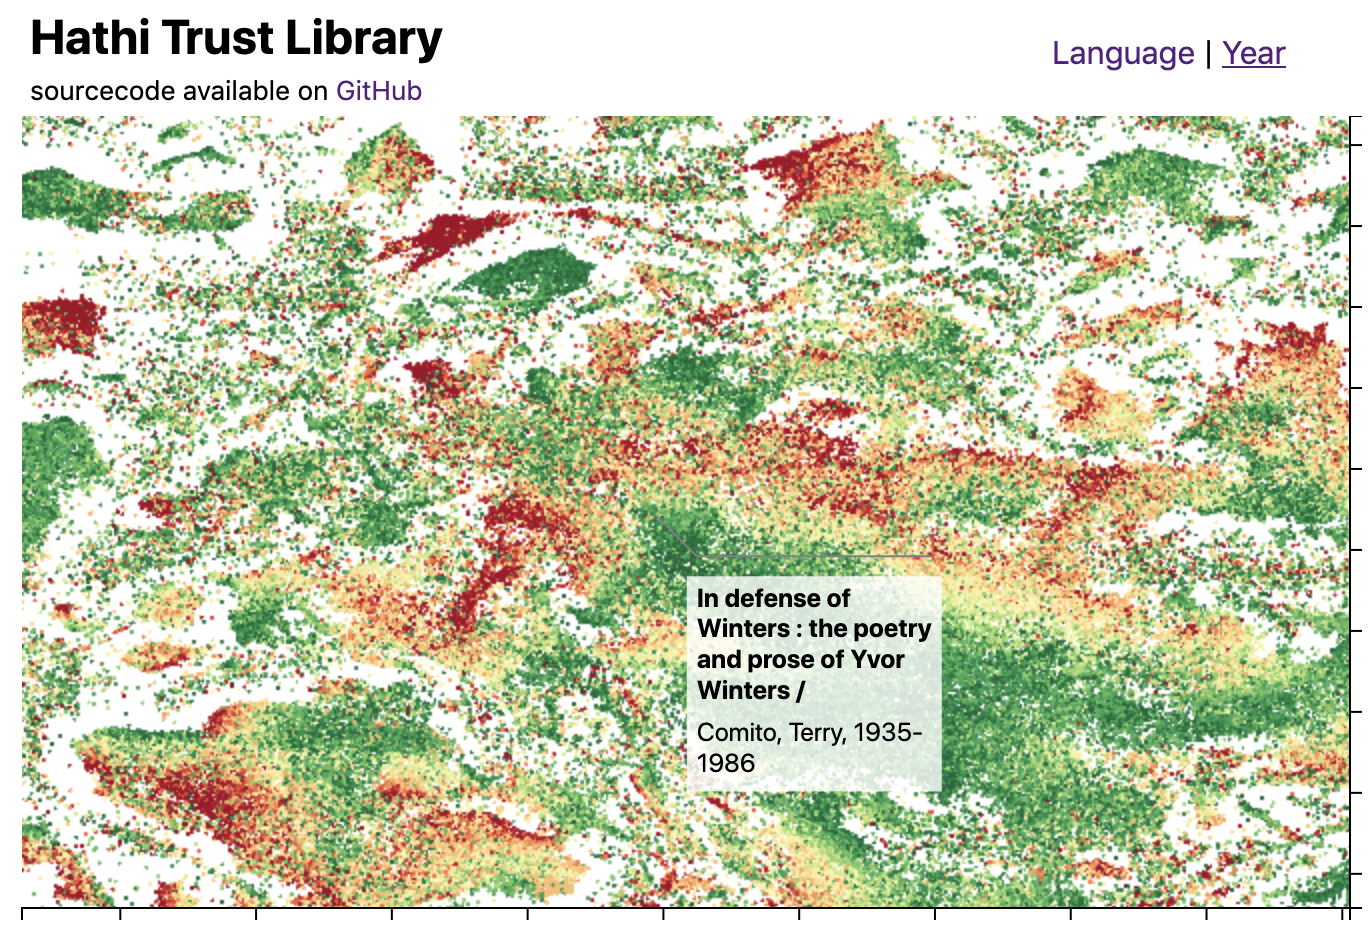 Hathi Trust Library
Language | Year
sourcecode available on GitHub
In defense of
Winters : the poetry
and prose of Yvor
Winters /
Comito, Terry, 1935-
1986